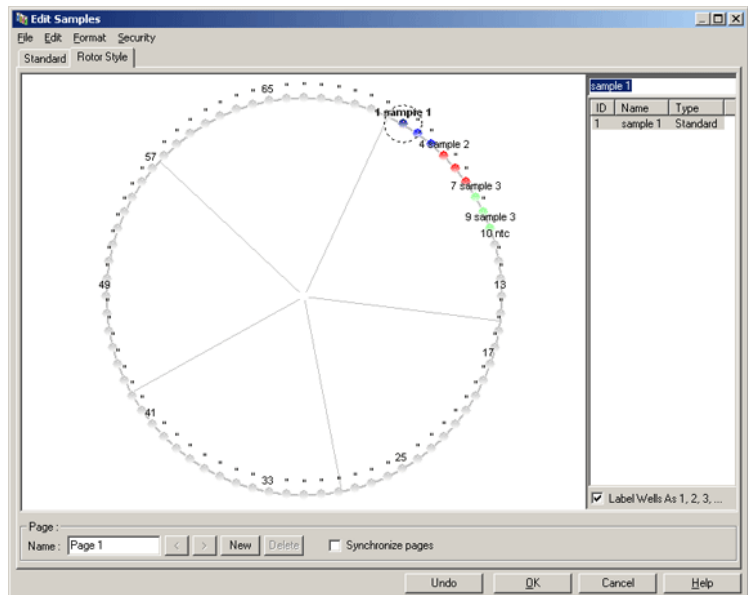 Edit Samples
File Edit Format Security
Standard Rotor Style
65
1 sample 1
4 sample 2
57
7 sample 3
9 sample 3
10 ntc
49
13
17
41
25
33
sample 1
ID Name Type
1 sample 1 Standard
Label Wells As 1, 2, 3, ...
Page :
Name : Page 1 < > New Delete Synchronize pages
Undo OK Cancel Help